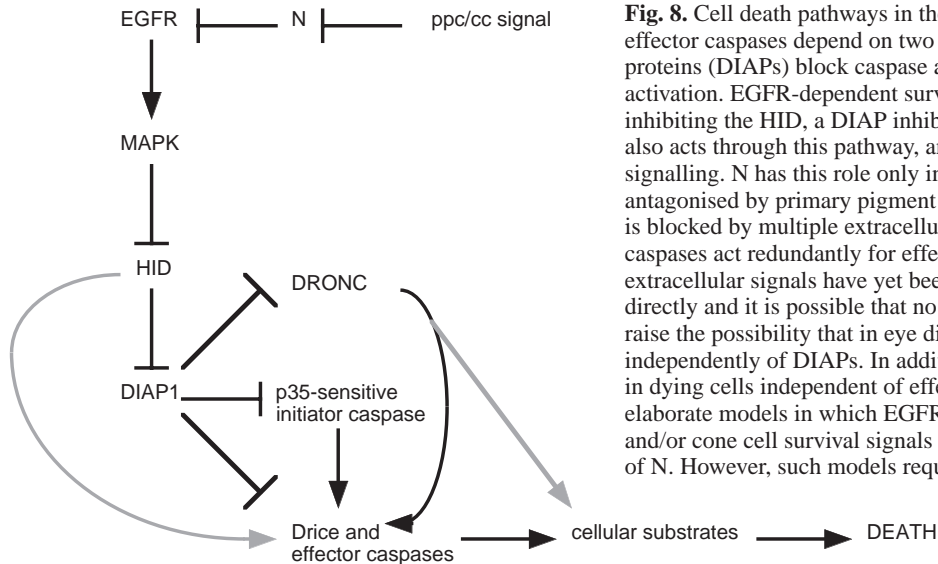 EGFR
N
ppc/cc signal
MAPK
HID
DRONC
DIAP1
p35-sensitive
initiator caspase
Drice and
effector caspases
cellular substrates
DEATH
Fig. 8. Cell death pathways in the
effector caspases depend on two
proteins (DIAPs) block caspase a
activation. EGFR-dependent surv
inhibiting the HID, a DIAP inhib
also acts through this pathway, an
signalling. N has this role only in
antagonised by primary pigment
is blocked by multiple extracellu
caspases act redundantly for effe
extracellular signals have yet bee
directly and it is possible that no
raise the possibility that in eye di
independently of DIAPs. In addit
in dying cells independent of effe
elaborate models in which EGFR
and/or cone cell survival signals
of N. However, such models requ